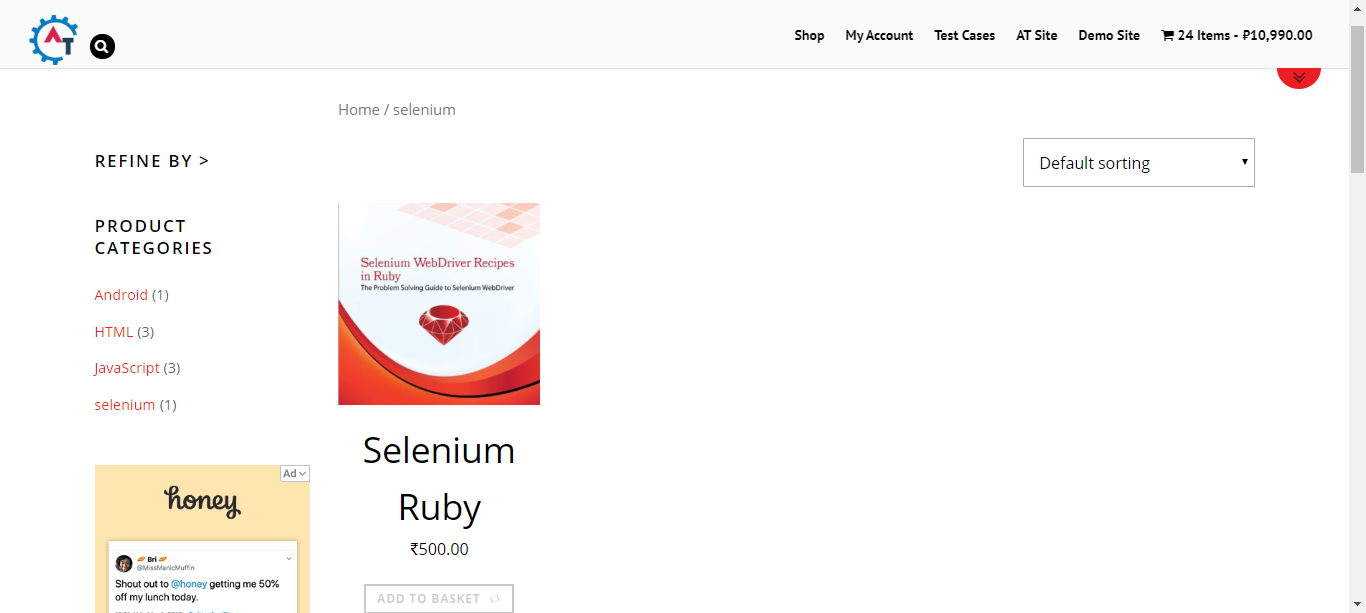 AT
Shop
My Account
Test Cases
AT Site
Demo Site
24 Items - ₽10,990.00
Home / selenium
REFINE BY >
Default sorting
PRODUCT
CATEGORIES
Android (1)
HTML (3)
JavaScript (3)
selenium (1)
Selenium WebDriver Recipes
in Ruby
The Problem Solving Guide to Selenium WebDriver
Selenium
Ruby
₹500.00
ADD TO BASKET
Ad
honey
Bri
@MissManicMuffin
Shout out to @honey getting me 50%
off my lunch today.